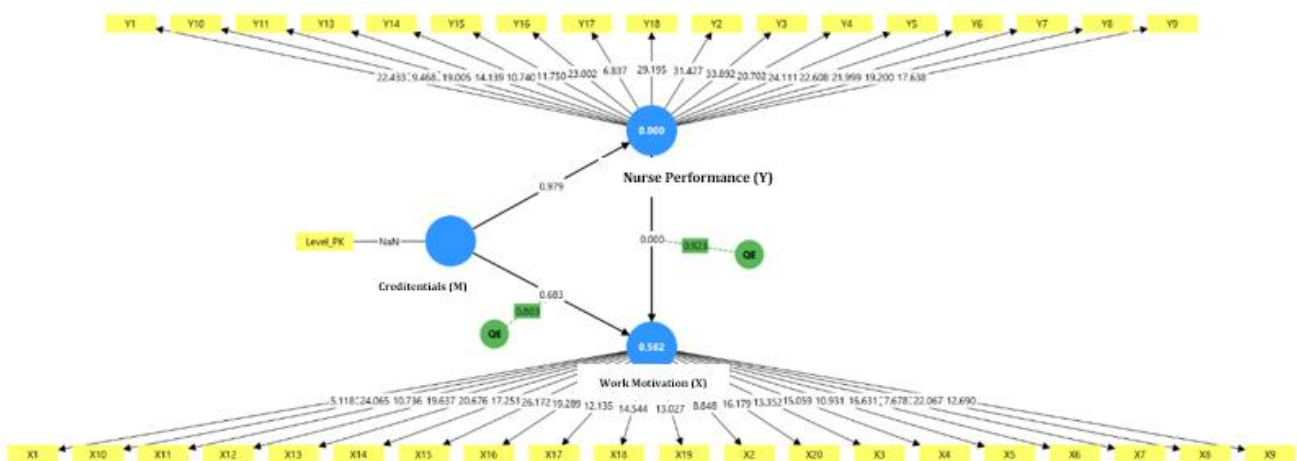 Y1 Y10 Y11 Y13 Y14 Y15 Y16 Y17 Y18 Y2 Y3 Y4 Y5 Y6 Y7 Y8 Y9
22.433 9.468 19.005 14.139 10.740 11.750 23.002 6.837 29.195 31.427 33.892 20.702 24.111 22.608 21.999 19.200 17.638
0.000
Nurse Performance (Y)
0.979
Level_PK NaN
0.000 0.923 QE
Creditentials (M)
0.683
0.803
QE
0.502
Work Motivation (X)
5.118 24.065 10.736 19.637 20.676 17.251 26.172 19.289 12.135 14.544 13.027 8.848 16.179 13.352 15.059 10.931 16.631 7.678 22.067 12.690
X1 X10 X11 X12 X13 X14 X15 X16 X17 X18 X19 X2 X20 X3 X4 X5 X6 X7 X8 X9